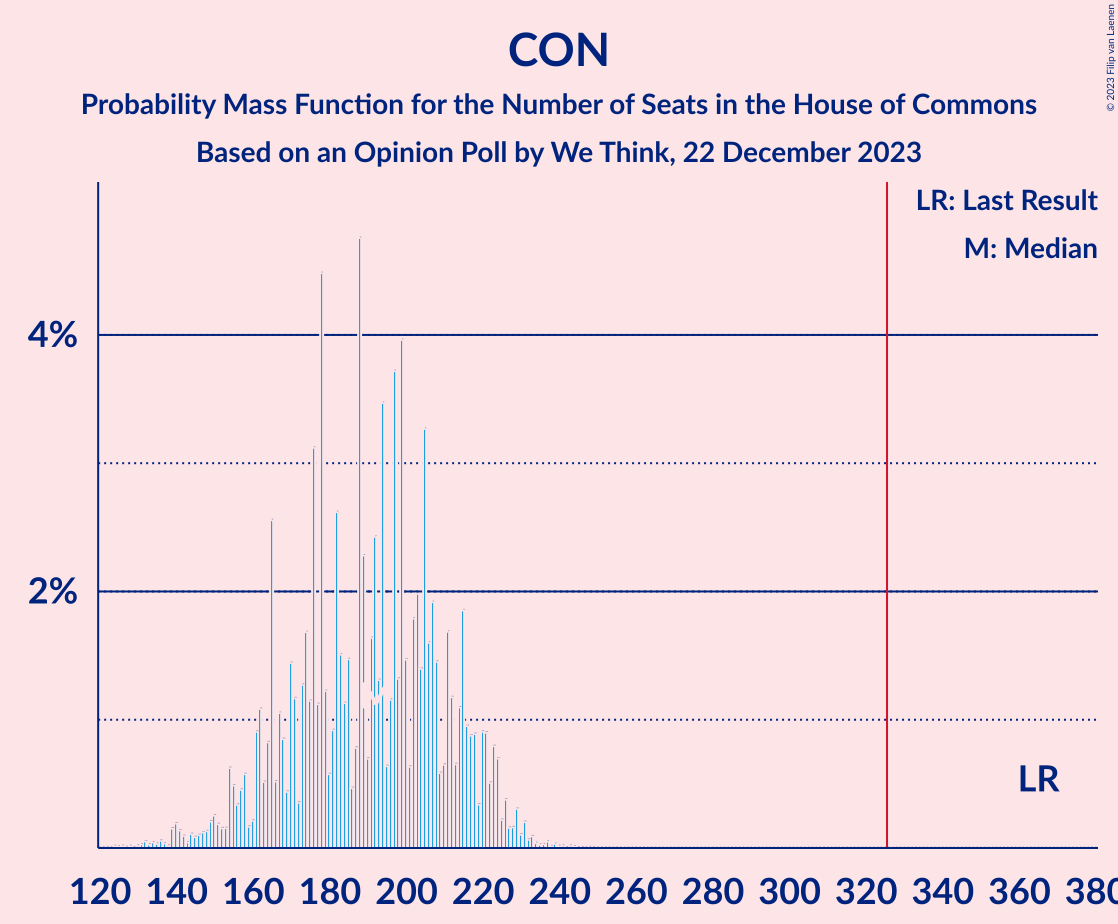 CON
Probability Mass Function for the Number of Seats in the House of Commons
Based on an Opinion Poll by We Think, 22 December 2023
© 2023 Filip van Laenen
LR: Last Result
M: Median
4%
2%
LR
120 140 160 180 200 220 240 260 280 300 320 340 360 380